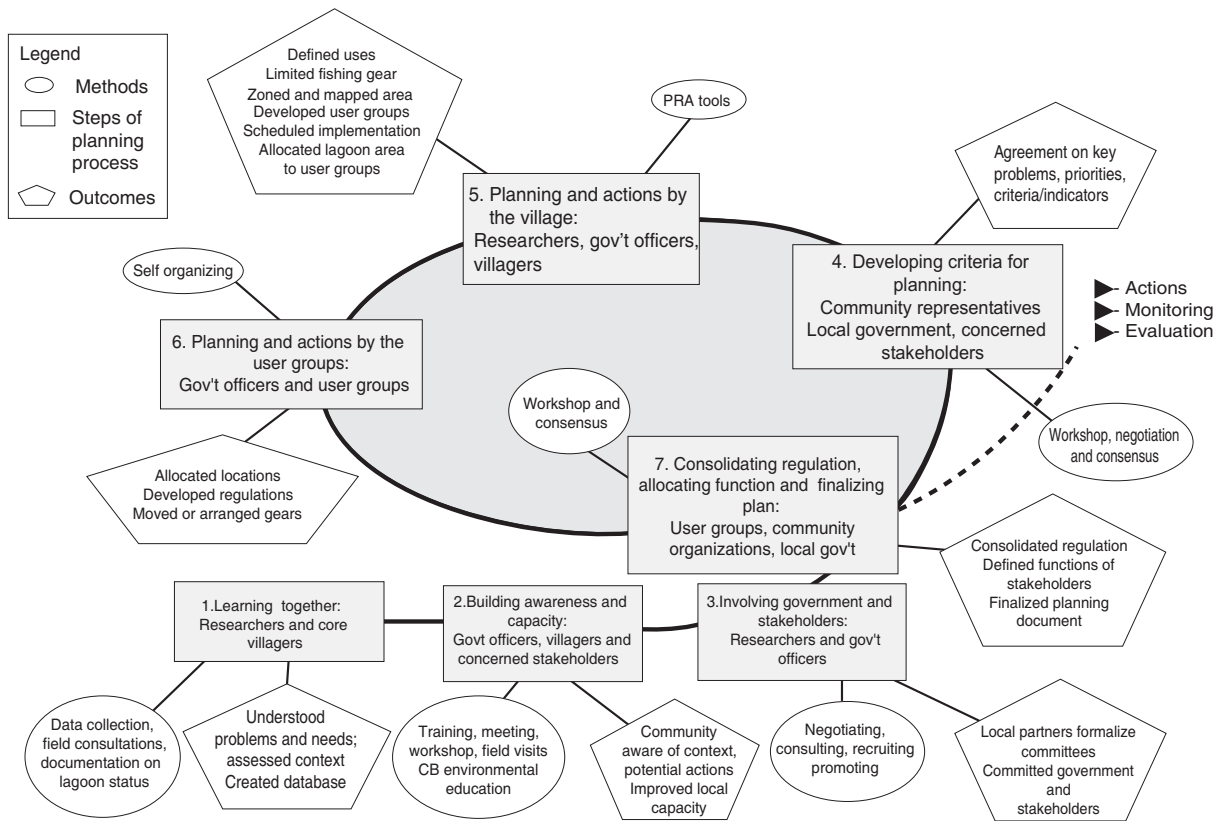 Legend
Methods
Steps of
planning
process
Outcomes
Defined uses
Limited fishing gear
Zoned and mapped area
Developed user groups
Scheduled implementation
Allocated lagoon area
to user groups
PRA tools
Agreement on key
problems, priorities,
criteria/indicators
5. Planning and actions by
the village:
Researchers, gov't officers,
villagers
4. Developing criteria for
planning:
Community representatives
Local government, concerned
stakeholders
- Actions
- Monitoring
- Evaluation
Self organizing
6. Planning and actions by the
user groups:
Gov't officers and user groups
Workshop and
consensus
Workshop, negotiation
and consensus
7. Consolidating regulation,
allocating function and finalizing
plan:
User groups, community
organizations, local gov't
Allocated locations
Developed regulations
Moved or arranged gears
Consolidated regulation
Defined functions of
stakeholders
Finalized planning
document
1.Learning together:
Researchers and core
villagers
2.Building awareness and
capacity:
Govt officers, villagers and
concerned stakeholders
3.Involving government and
stakeholders:
Researchers and gov't
officers
Data collection,
field consultations,
documentation on
lagoon status
Understood
problems and needs;
assessed context
Created database
Training, meeting,
workshop, field visits
CB environmental
education
Community
aware of context,
potential actions
Improved local
capacity
Negotiating,
consulting, recruiting
promoting
Local partners formalize
committees
Committed government
and
stakeholders